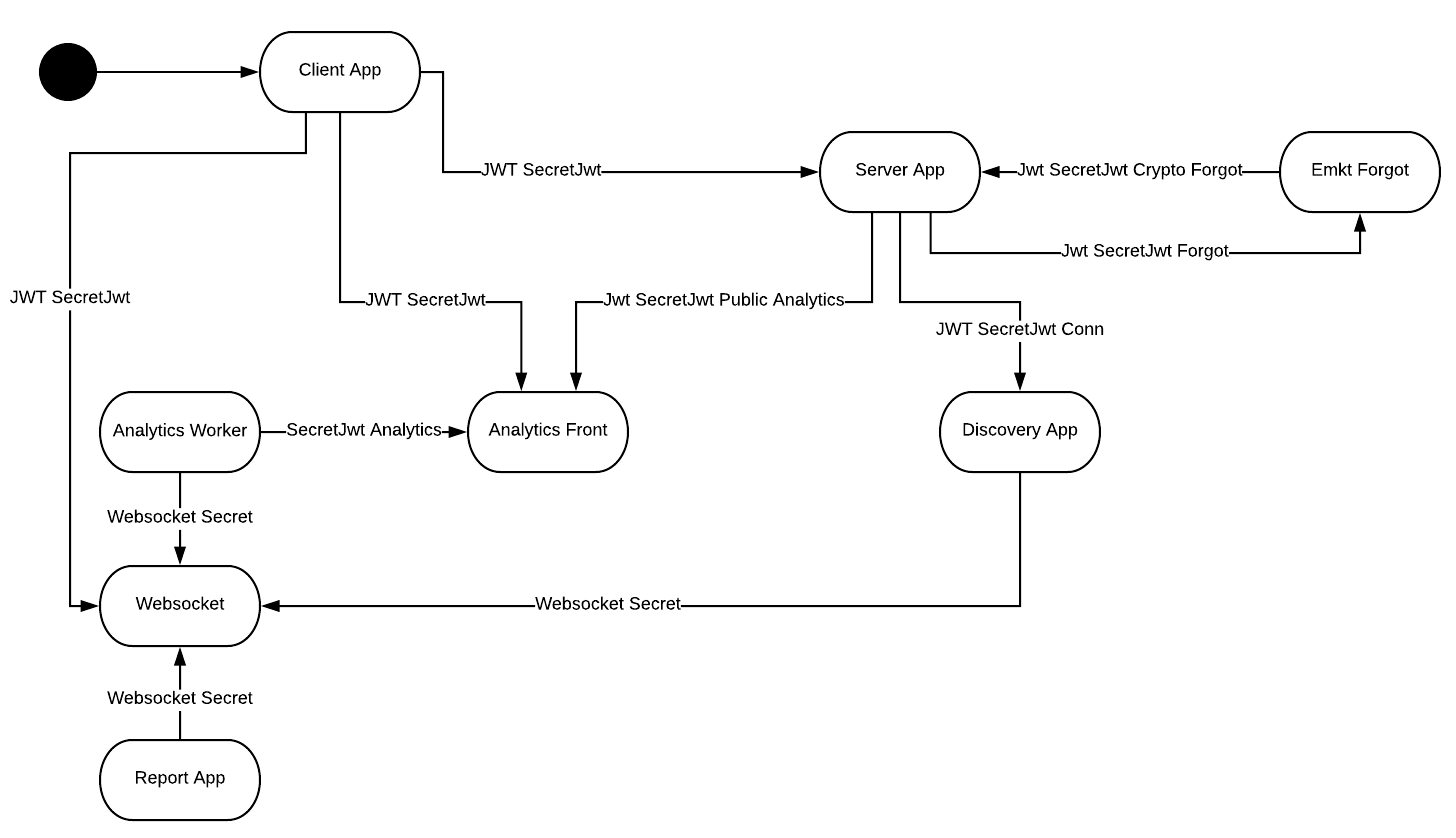 Client App
JWT SecretJwt
Server App
Jwt SecretJwt Crypto Forgot
Emkt Forgot
Jwt SecretJwt Forgot
JWT SecretJwt
JWT SecretJwt
Jwt SecretJwt Public Analytics
JWT SecretJwt Conn
Analytics Worker
SecretJwt Analytics
Analytics Front
Discovery App
Websocket Secret
Websocket
Websocket Secret
Websocket Secret
Report App